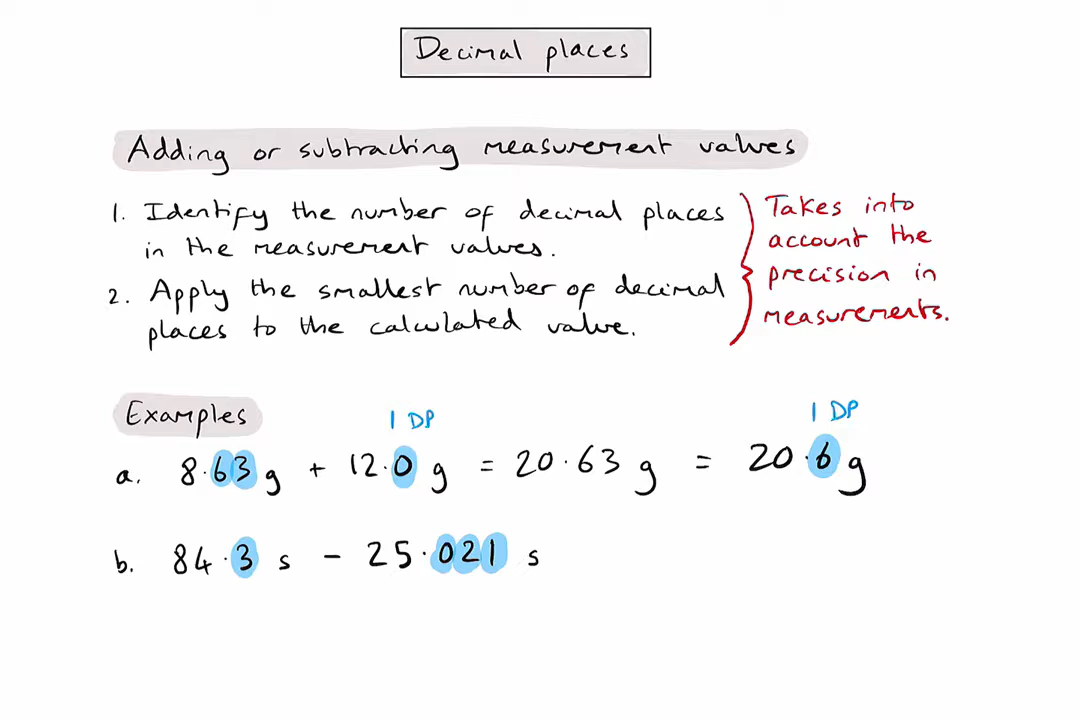 Decimal places
Adding or subtracting measurement values
1. Identify the number of decimal places
in the measurement values.
2. Apply the smallest number of decimal
places to the calculated value.
Takes into
account the
precision in
measurements.
Examples
1 DP
1 DP
a. 8.63 g + 12.0 g = 20.63 g = 20.6 g
b. 84.3 s - 25.021 s